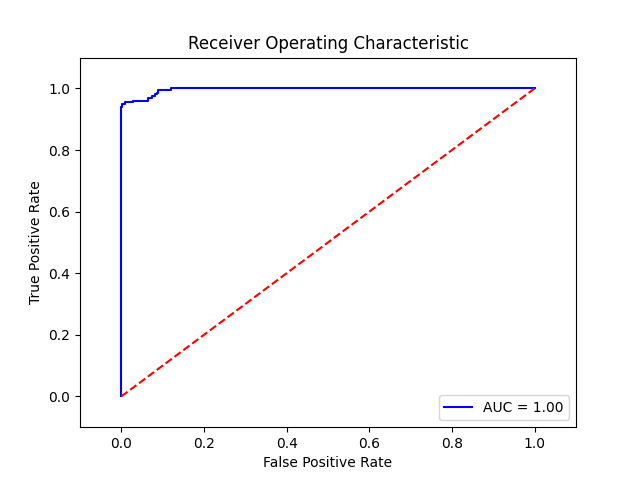 Receiver Operating Characteristic
True Positive Rate
1.0
0.8
0.6
0.4
0.2
0.0
AUC = 1.00
0.0 0.2 0.4 0.6 0.8 1.0
False Positive Rate